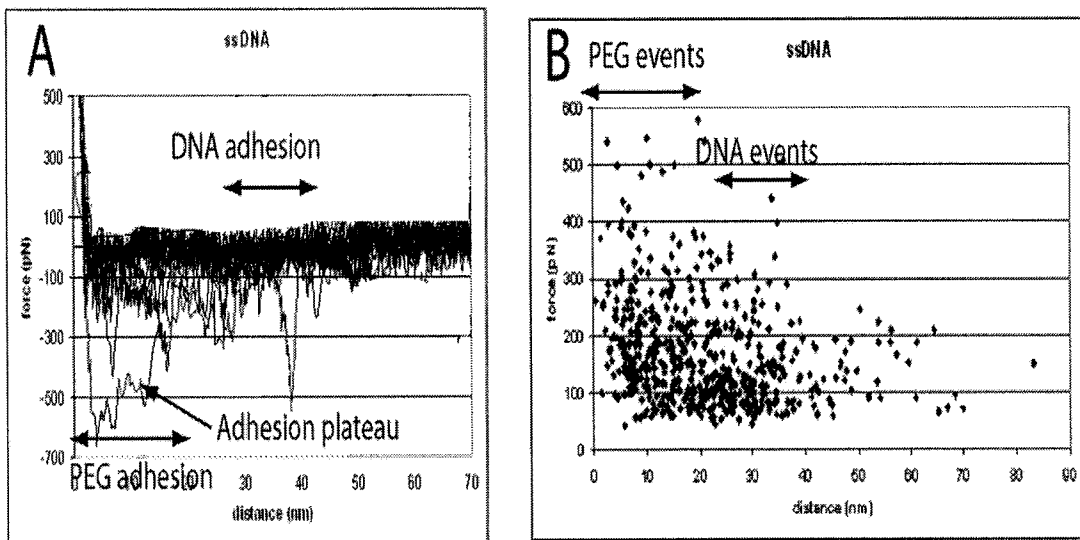 A
ssDNA
500
300
100
-100
-300
-500
-700
force (pN)
DNA adhesion
Adhesion plateau
PEG adhesion
30
40
50
60
70
distance (nm)
B
PEG events
ssDNA
600
DNA events
500
400
300
200
100
0
force (pN)
0 10 20 30 40 50 60 70 80 90
distance (nm)